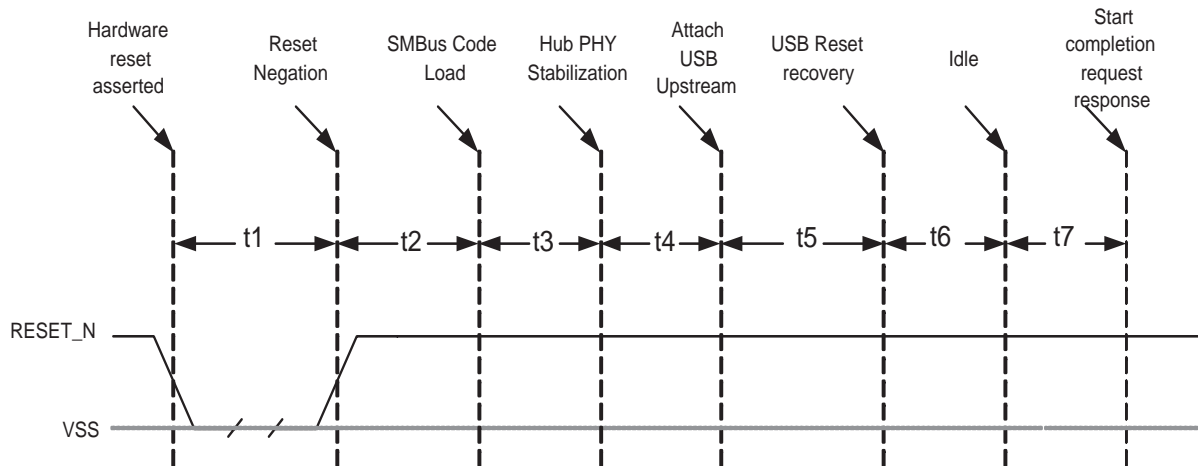 Hardware
reset
asserted
Reset
Negation
SMBus Code
Load
Hub PHY
Stabilization
Attach
USB
Upstream
USB Reset
recovery
Idle
Start
completion
request
response
t1
t2
t3
t4
t5
t6
t7
RESET_N
VSS